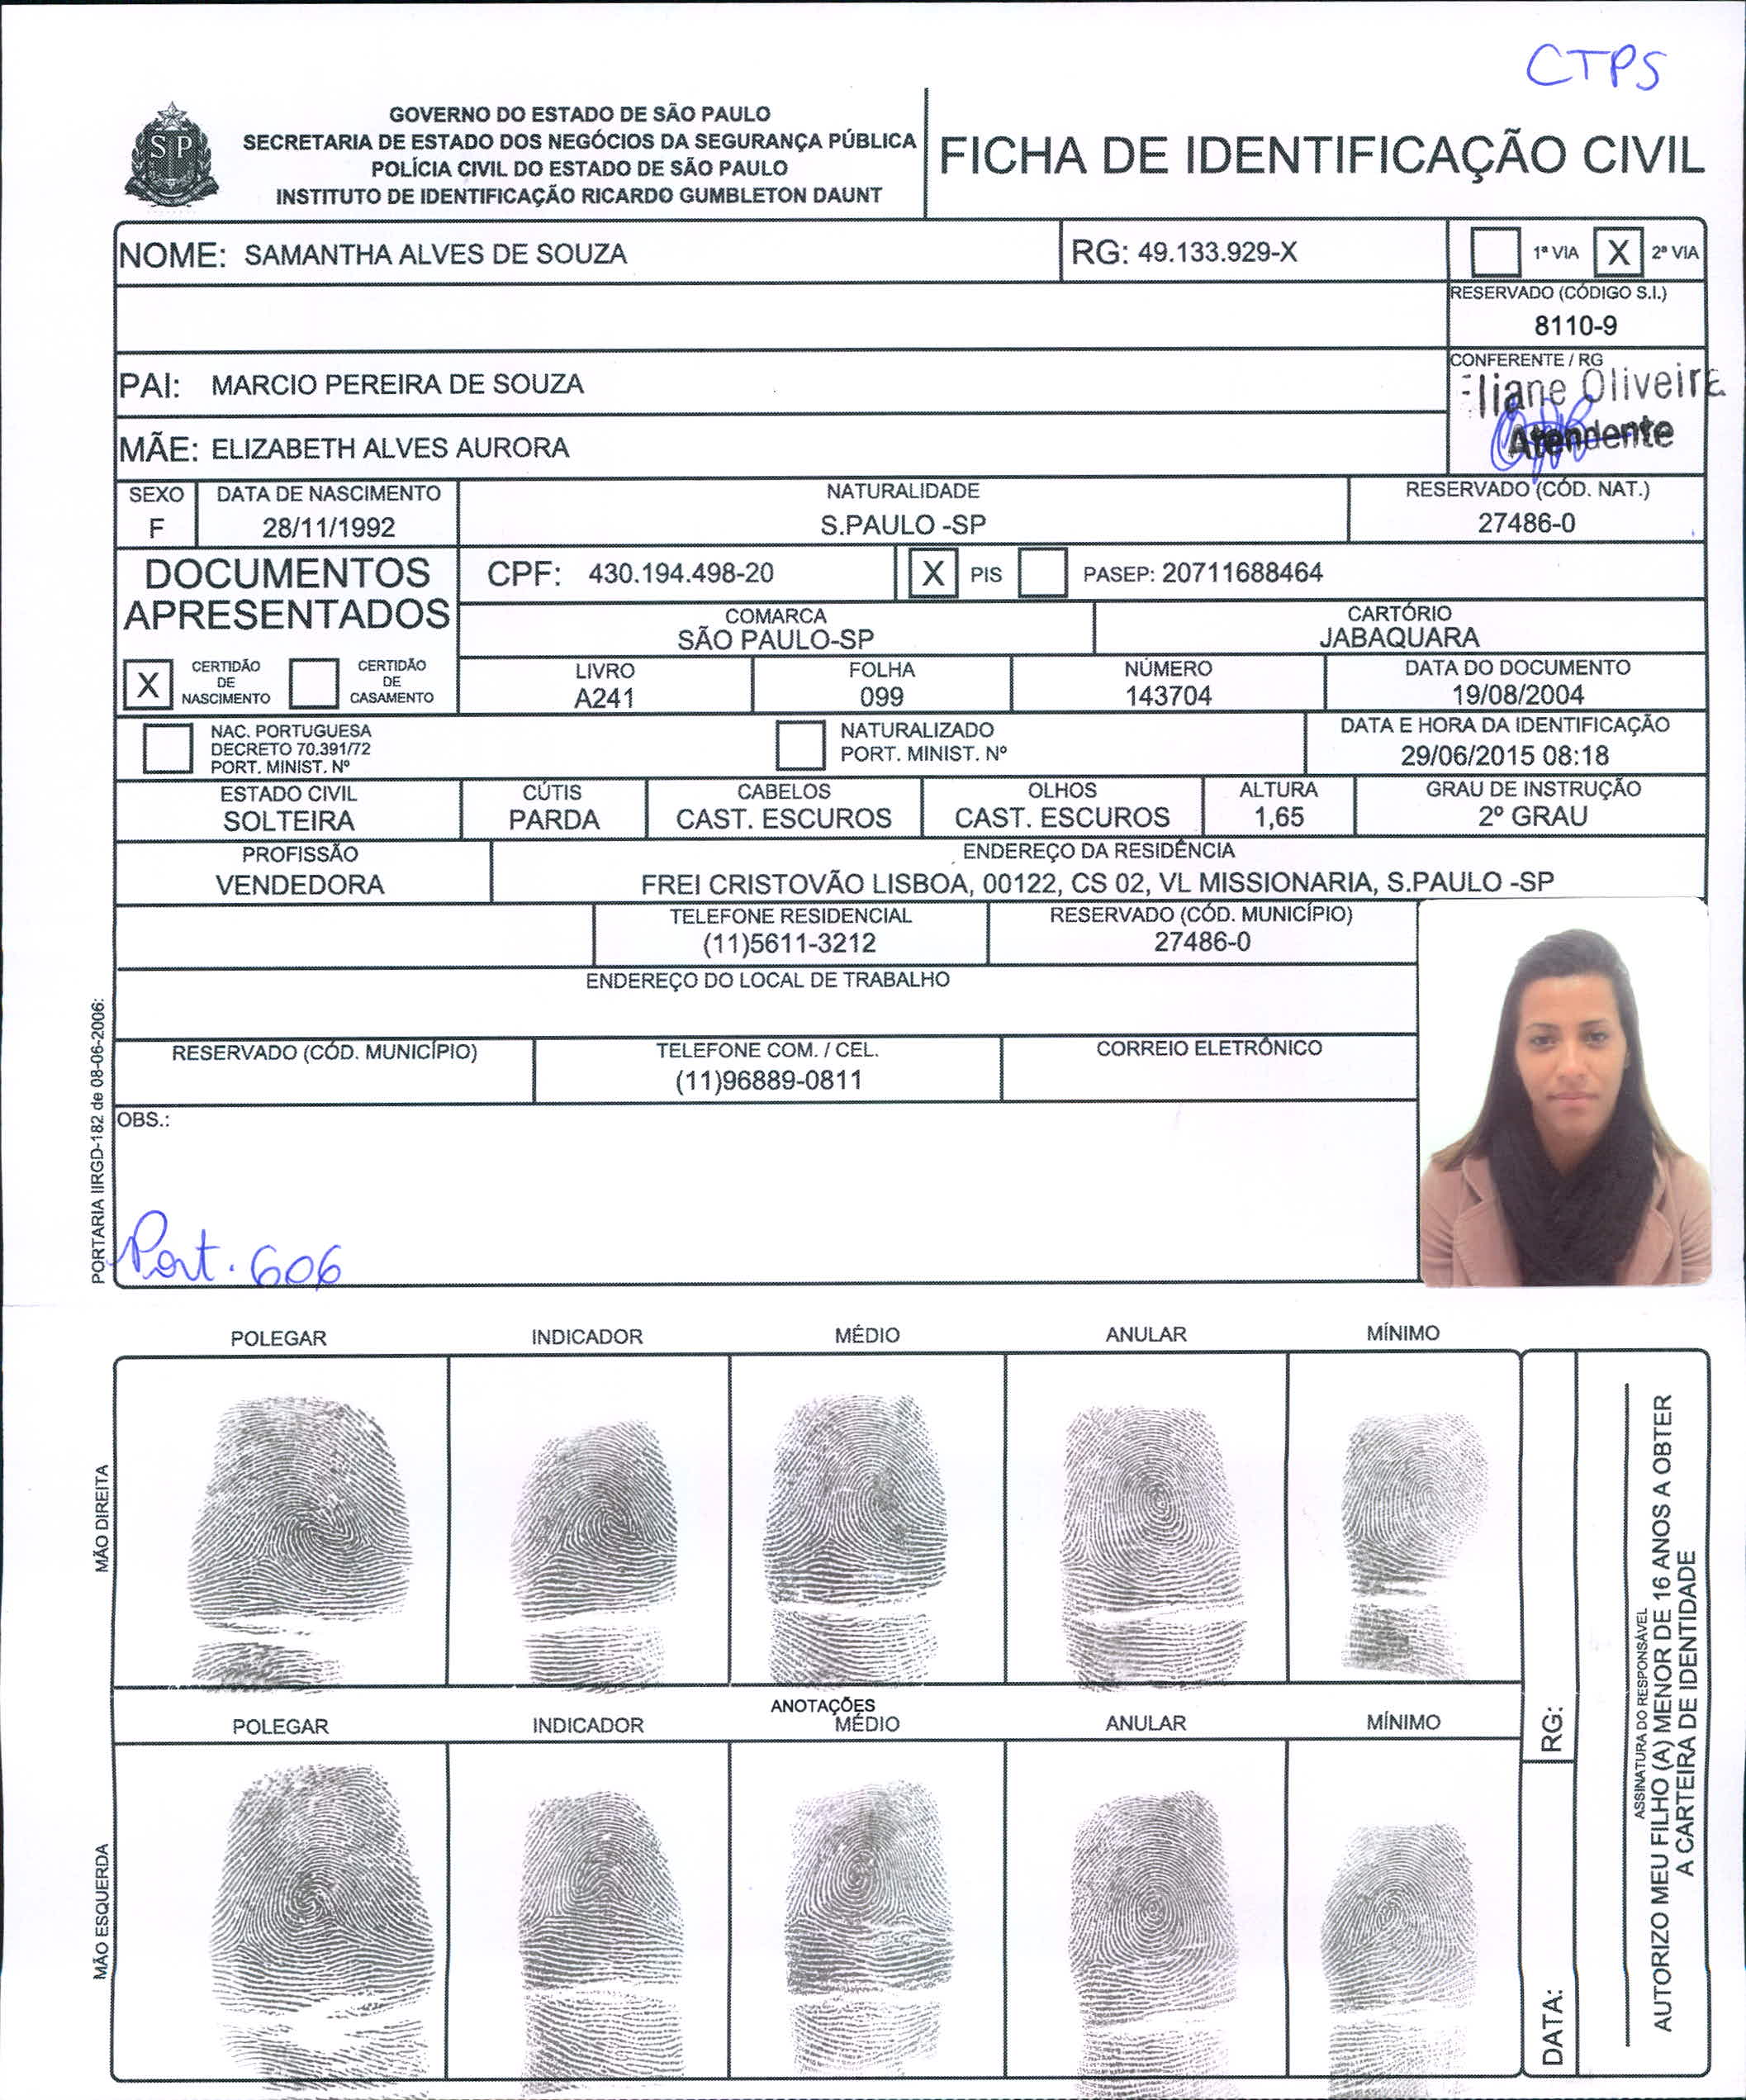 CTPS
SP
GOVERNO DO ESTADO DE SÃO PAULO
SECRETARIA DE ESTADO DOS NEGÓCIOS DA SEGURANÇA PÚBLICA
POLÍCIA CIVIL DO ESTADO DE SÃO PAULO
INSTITUTO DE IDENTIFICAÇÃO RICARDO GUMBLETON DAUNT
FICHA DE IDENTIFICAÇÃO CIVIL
NOME: SAMANTHA ALVES DE SOUZA
RG: 49.133.929-X
1ª VIA X 2ª VIA
RESERVADO (CÓDIGO S.I.)
8110-9
PAI: MARCIO PEREIRA DE SOUZA
CONFERENTE / RG
Eliane Oliveira
Atendente
MÃE: ELIZABETH ALVES AURORA
SEXO
F
DATA DE NASCIMENTO
28/11/1992
NATURALIDADE
S.PAULO -SP
RESERVADO (CÓD. NAT.)
27486-0
DOCUMENTOS
APRESENTADOS
CPF: 430.194.498-20
X PIS
PASEP: 20711688464
COMARCA
SÃO PAULO-SP
CARTÓRIO
JABAQUARA
X CERTIDÃO
DE
NASCIMENTO
CERTIDÃO
DE
CASAMENTO
LIVRO
A241
FOLHA
099
NÚMERO
143704
DATA DO DOCUMENTO
19/08/2004
NAC. PORTUGUESA
DECRETO 70.391/72
PORT. MINIST. Nº
NATURALIZADO
PORT. MINIST. Nº
DATA E HORA DA IDENTIFICAÇÃO
29/06/2015 08:18
ESTADO CIVIL
SOLTEIRA
CÚTIS
PARDA
CABELOS
CAST. ESCUROS
OLHOS
CAST. ESCUROS
ALTURA
1,65
GRAU DE INSTRUÇÃO
2º GRAU
PROFISSÃO
VENDEDORA
ENDEREÇO DA RESIDÊNCIA
FREI CRISTOVÃO LISBOA, 00122, CS 02, VL MISSIONARIA, S.PAULO -SP
TELEFONE RESIDENCIAL
(11)5611-3212
RESERVADO (CÓD. MUNICÍPIO)
27486-0
ENDEREÇO DO LOCAL DE TRABALHO
RESERVADO (CÓD. MUNICÍPIO)
TELEFONE COM. / CEL.
(11)96889-0811
CORREIO ELETRÔNICO
OBS.:
Port. 606
PORTARIA IIRGD-182 de 08-06-2006:
POLEGAR INDICADOR MÉDIO ANULAR MÍNIMO
MÃO DIREITA
ANOTAÇÕES
POLEGAR INDICADOR MÉDIO ANULAR MÍNIMO
MÃO ESQUERDA
RG:
DATA:
ASSINATURA DO RESPONSÁVEL
AUTORIZO MEU FILHO (A) MENOR DE 16 ANOS A OBTER
A CARTEIRA DE IDENTIDADE